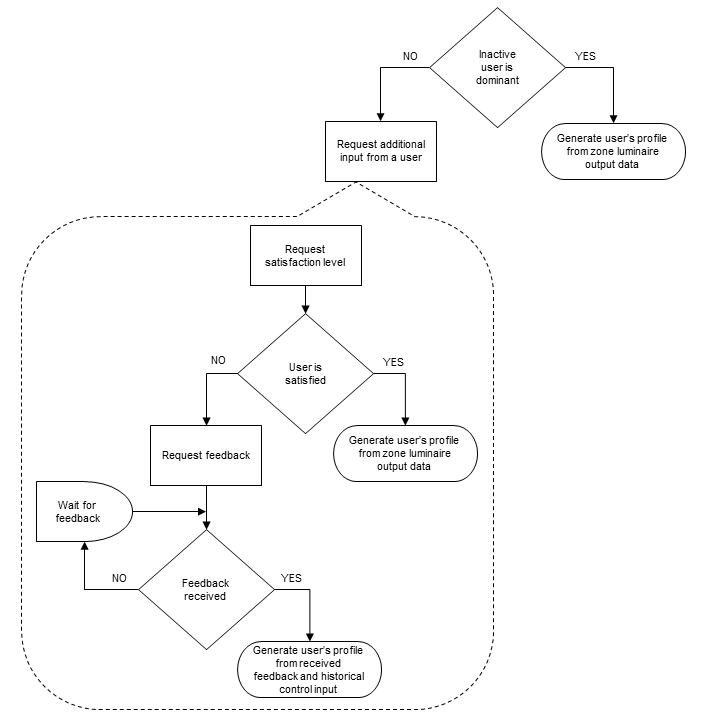 Inactive
user is
dominant
NO
YES
Request additional
input from a user
Generate user's profile
from zone luminaire
output data
Request
satisfaction level
User is
satisfied
NO
YES
Request feedback
Generate user's profile
from zone luminaire
output data
Wait for
feedback
Feedback
received
NO
YES
Generate user's profile
from received
feedback and historical
control input